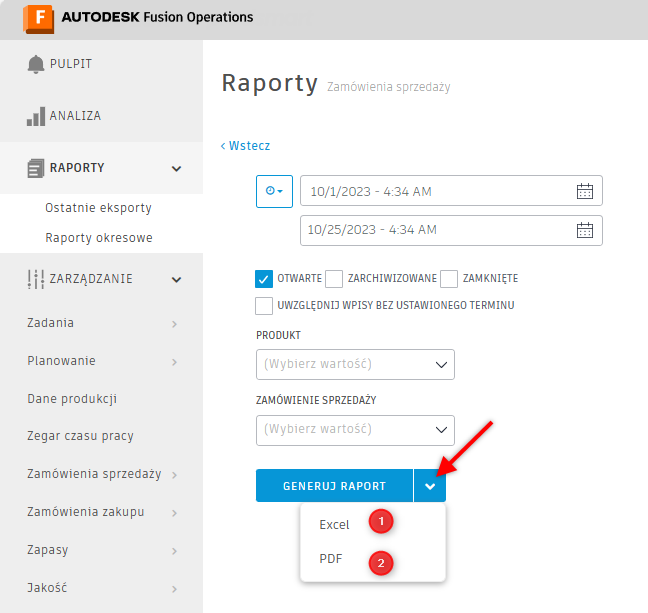 F AUTODESK Fusion Operations
PULPIT
ANALIZA
RAPORTY
Ostatnie eksporty
Raporty okresowe
ZARZĄDZANIE
Zadania
Planowanie
Dane produkcji
Zegar czasu pracy
Zamówienia sprzedaży
Zamówienia zakupu
Zapasy
Jakość
Raporty Zamówienia sprzedaży
Wstecz
10/1/2023 - 4:34 AM
10/25/2023 - 4:34 AM
OTWARTE ZARCHIWIZOWANE ZAMKNIĘTE
UWZGLĘDNIJ WPISY BEZ USTAWIONEGO TERMINU
PRODUKT
(Wybierz wartość)
ZAMÓWIENIE SPRZEDAŻY
(Wybierz wartość)
GENERUJ RAPORT
Excel 1
PDF 2